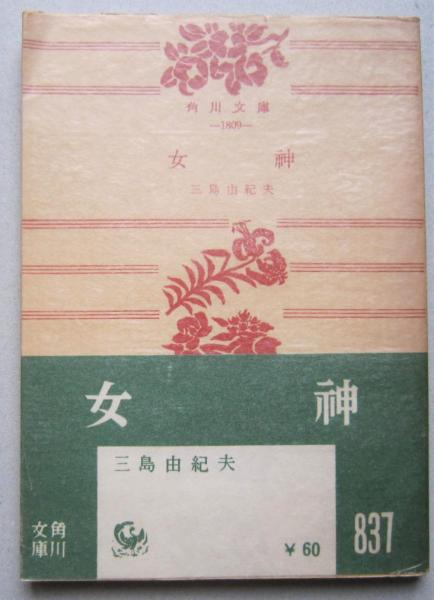 角川文庫
—1809—
女神
三島由紀夫
女神
三島由紀夫
角川文庫
¥60
837